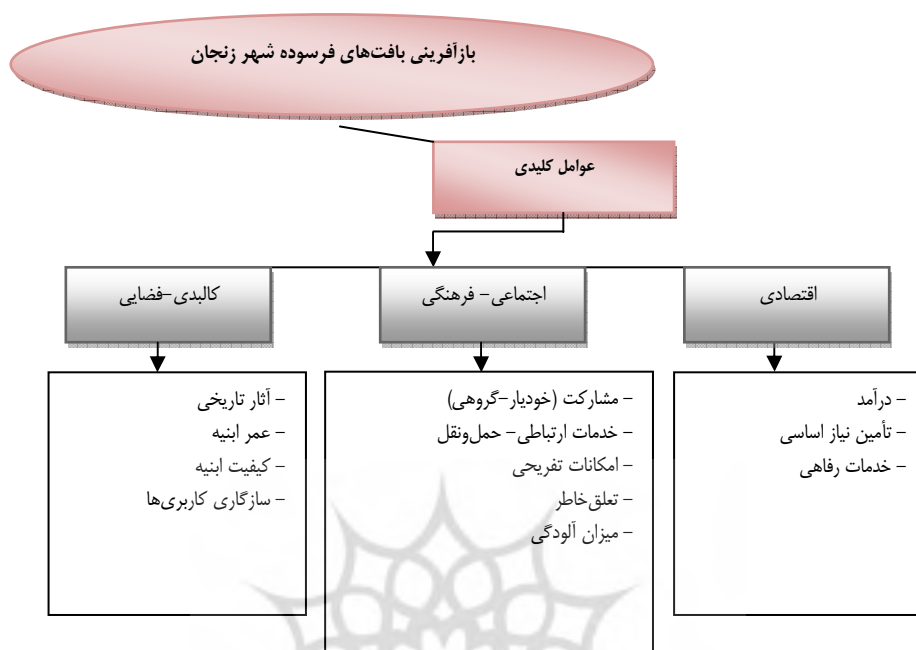 بازآفرینی بافت‌های فرسوده شهر زنجان
عوامل کلیدی
اقتصادی
اجتماعی- فرهنگی
کالبدی-فضایی
- درآمد
- تأمین نیاز اساسی
- خدمات رفاهی
- مشارکت (خودیار-گروهی)
- خدمات ارتباطی- حمل‌ونقل
- امکانات تفریحی
- تعلق‌خاطر
- میزان آلودگی
- آثار تاریخی
- عمر ابنیه
- کیفیت ابنیه
- سازگاری کاربری‌ها